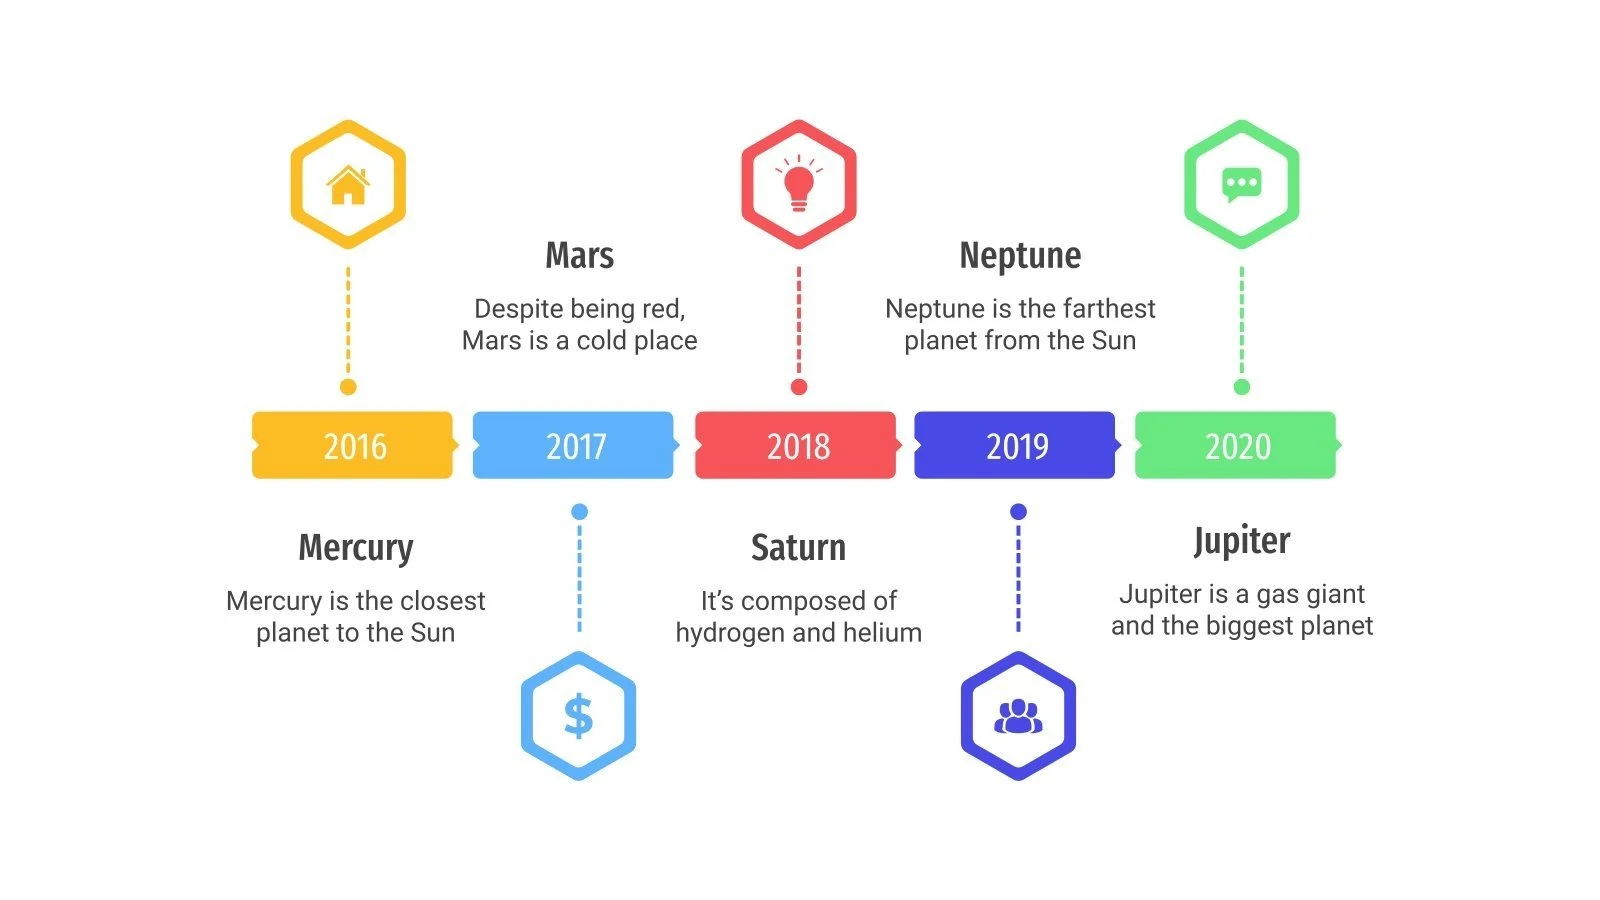 Mars
Despite being red,
Mars is a cold place
Neptune
Neptune is the farthest
planet from the Sun
2016
2017
2018
2019
2020
Mercury
Mercury is the closest
planet to the Sun
Saturn
It’s composed of
hydrogen and helium
Jupiter
Jupiter is a gas giant
and the biggest planet
$